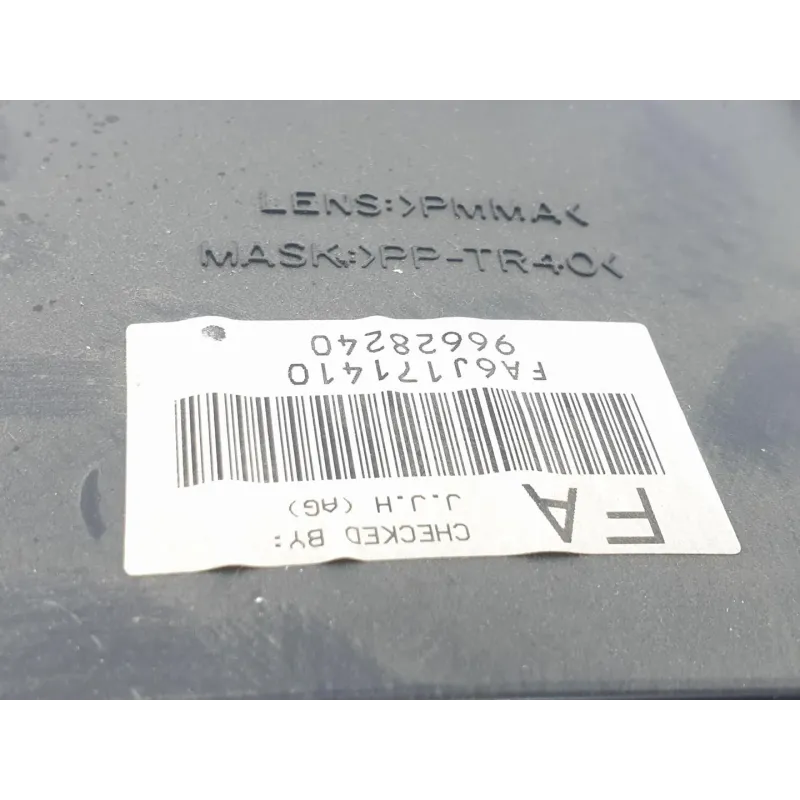 LENS:>PMMA<
MASK:>PP-TR40<
96628240
FA6J171410
FA
J.J.H (AG)
CHECKED BY: